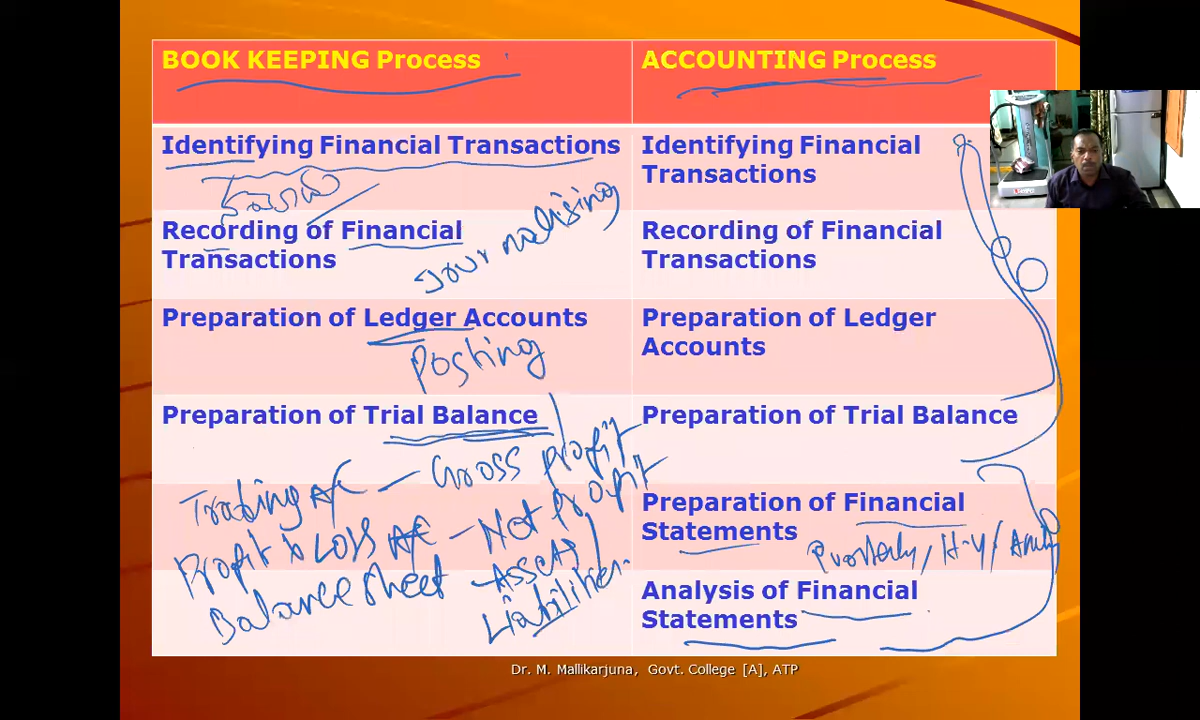 BOOK KEEPING Process
ACCOUNTING Process
Identifying Financial Transactions
Identifying Financial
Transactions
Recording of Financial
Transactions
Journalising
Recording of Financial
Transactions
Preparation of Ledger Accounts
Posting
Preparation of Ledger
Accounts
Preparation of Trial Balance
Preparation of Trial Balance
Trading A/C - Gross profit
Profit & Loss A/C - Net Profit
Balance Sheet - Assets
Liabilities
Preparation of Financial
Statements
H-Y/
Analysis of Financial
Statements
Dr. M. Mallikarjuna, Govt. College [A], ATP